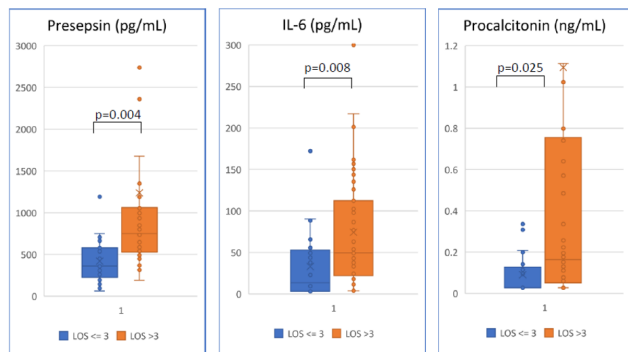 Presepsin (pg/mL)
3000
2500
2000
1500
1000
500
0
p=0.004
1
LOS <= 3 LOS >3
IL-6 (pg/mL)
300
250
200
150
100
50
0
p=0.008
1
LOS <= 3 LOS >3
Procalcitonin (ng/mL)
1.2
1
0.8
0.6
0.4
0.2
0
p=0.025
1
LOS <= 3 LOS >3